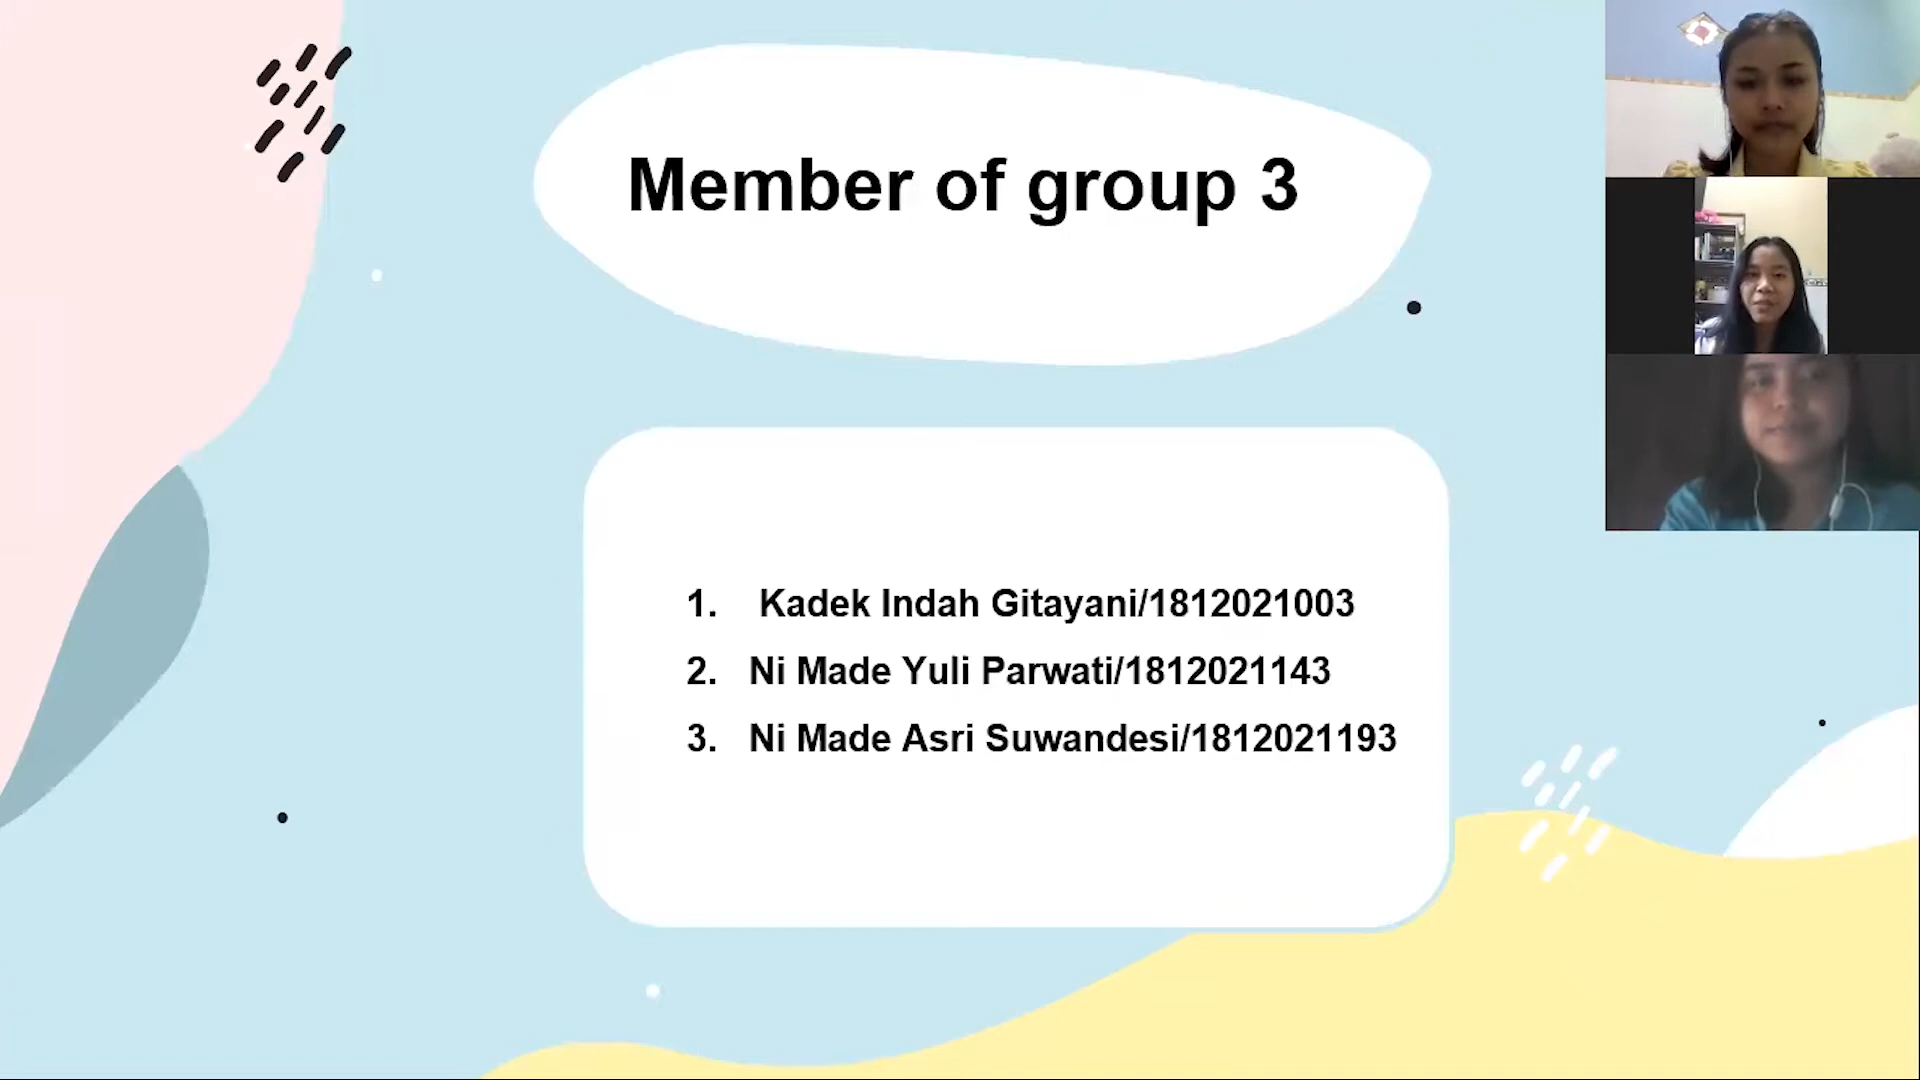 Member of group 3
1. Kadek Indah Gitayani/1812021003
2. Ni Made Yuli Parwati/1812021143
3. Ni Made Asri Suwandesi/1812021193